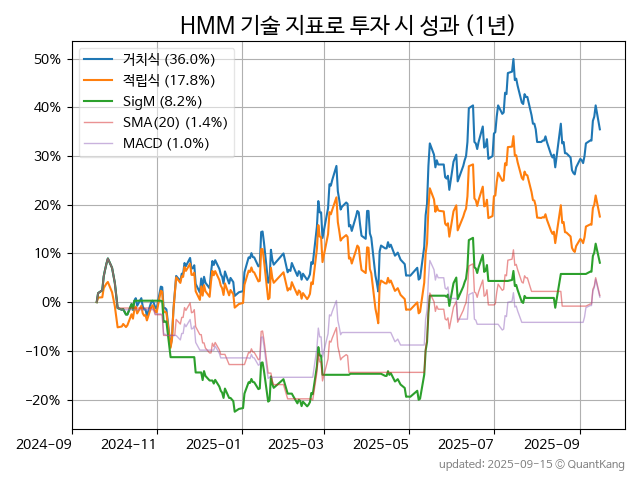 HMM 기술 지표로 투자 시 성과 (1년)
50%
40%
30%
20%
10%
0%
−10%
−20%
거치식 (36.0%)
적립식 (17.8%)
SigM (8.2%)
SMA(20) (1.4%)
MACD (1.0%)
2024-09
2024-11
2025-01
2025-03
2025-05
2025-07
2025-09
updated: 2025-09-15 © QuantKang